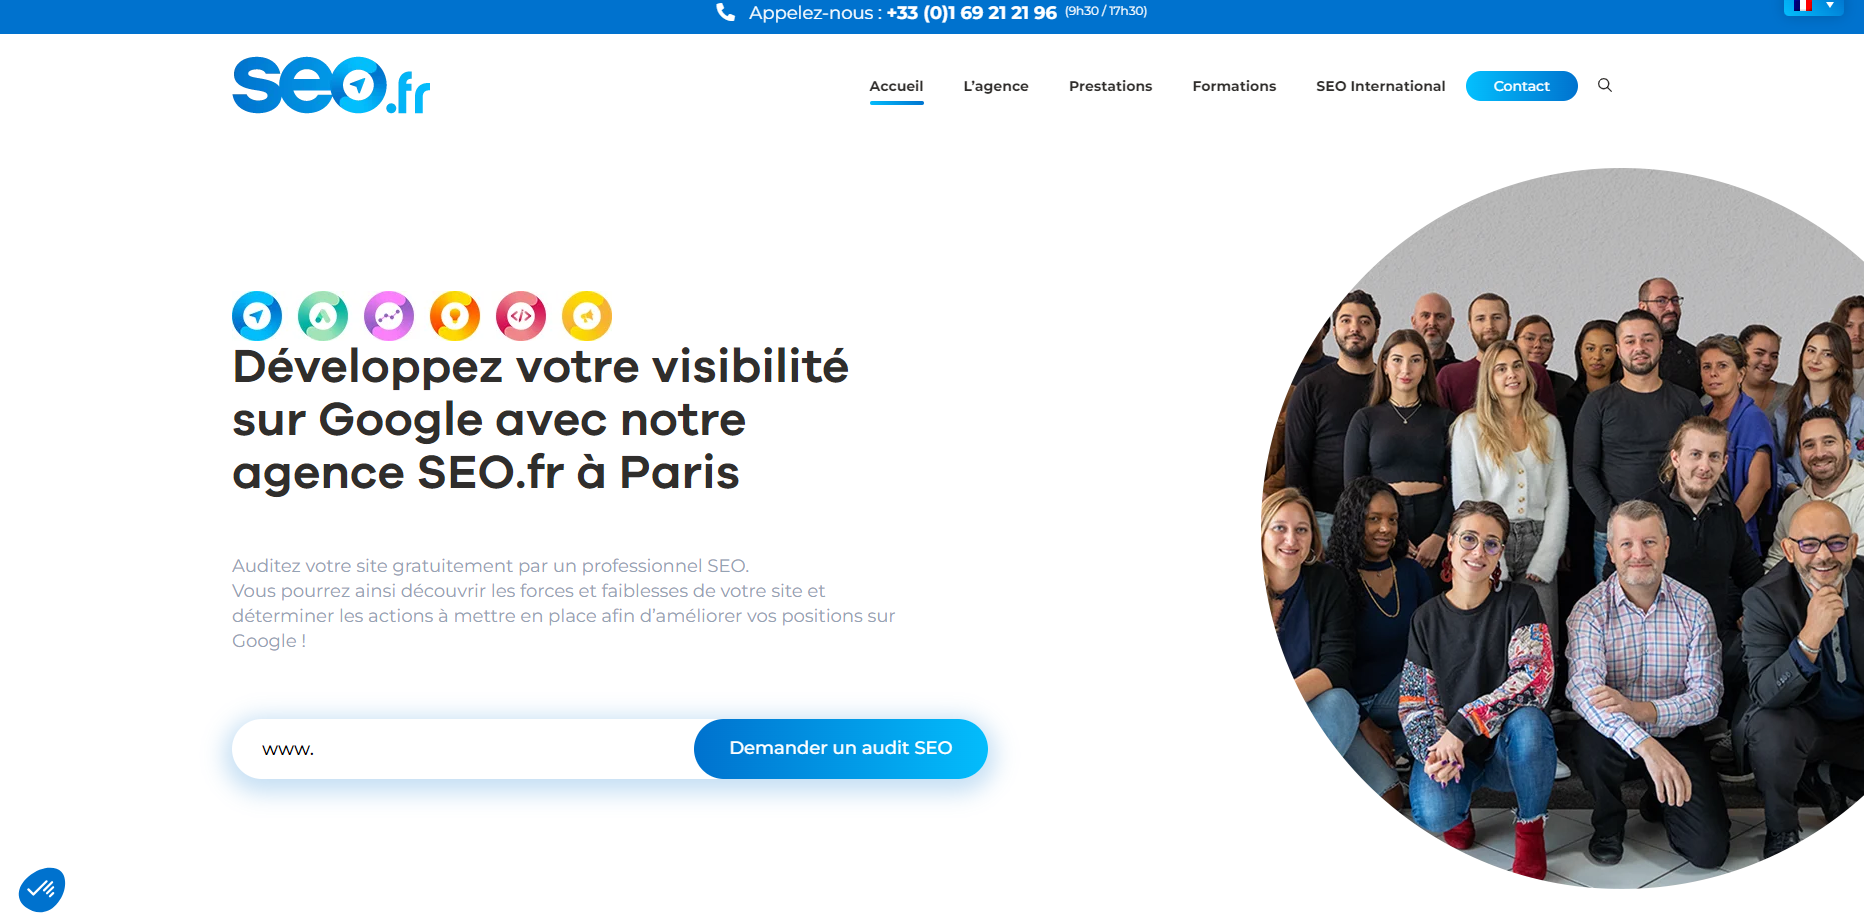 Appelez-nous : +33 (0)1 69 21 21 96 (9h30 / 17h30)
seo.fr
Accueil L’agence Prestations Formations SEO International Contact
Développez votre visibilité
sur Google avec notre
agence SEO.fr à Paris
Auditez votre site gratuitement par un professionnel SEO.
Vous pourrez ainsi découvrir les forces et faiblesses de votre site et
déterminer les actions à mettre en place afin d’améliorer vos positions sur
Google !
www. Demander un audit SEO